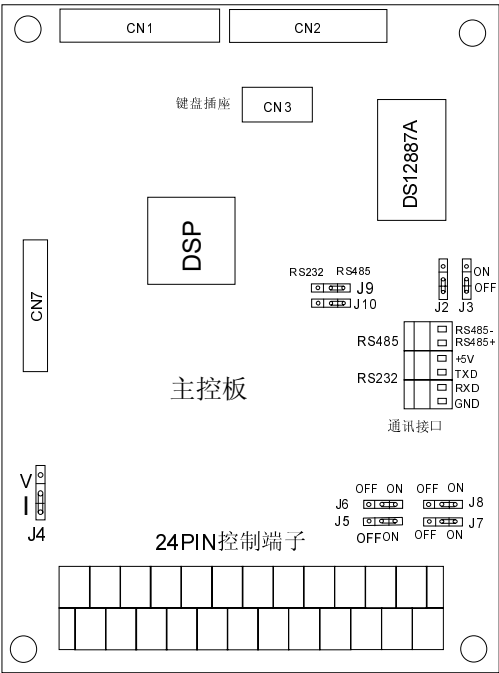 CN1
CN2
键盘插座
CN3
DS12887A
DSP
CN7
RS232 RS485
J9
J10
ON
OFF
J2 J3
RS485
RS485-
RS485+
+5V
RS232
TXD
RXD
GND
主控板
通讯接口
V
I
J4
OFF ON OFF ON
J6 J8
J5 J7
OFFON OFF ON
24PIN控制端子